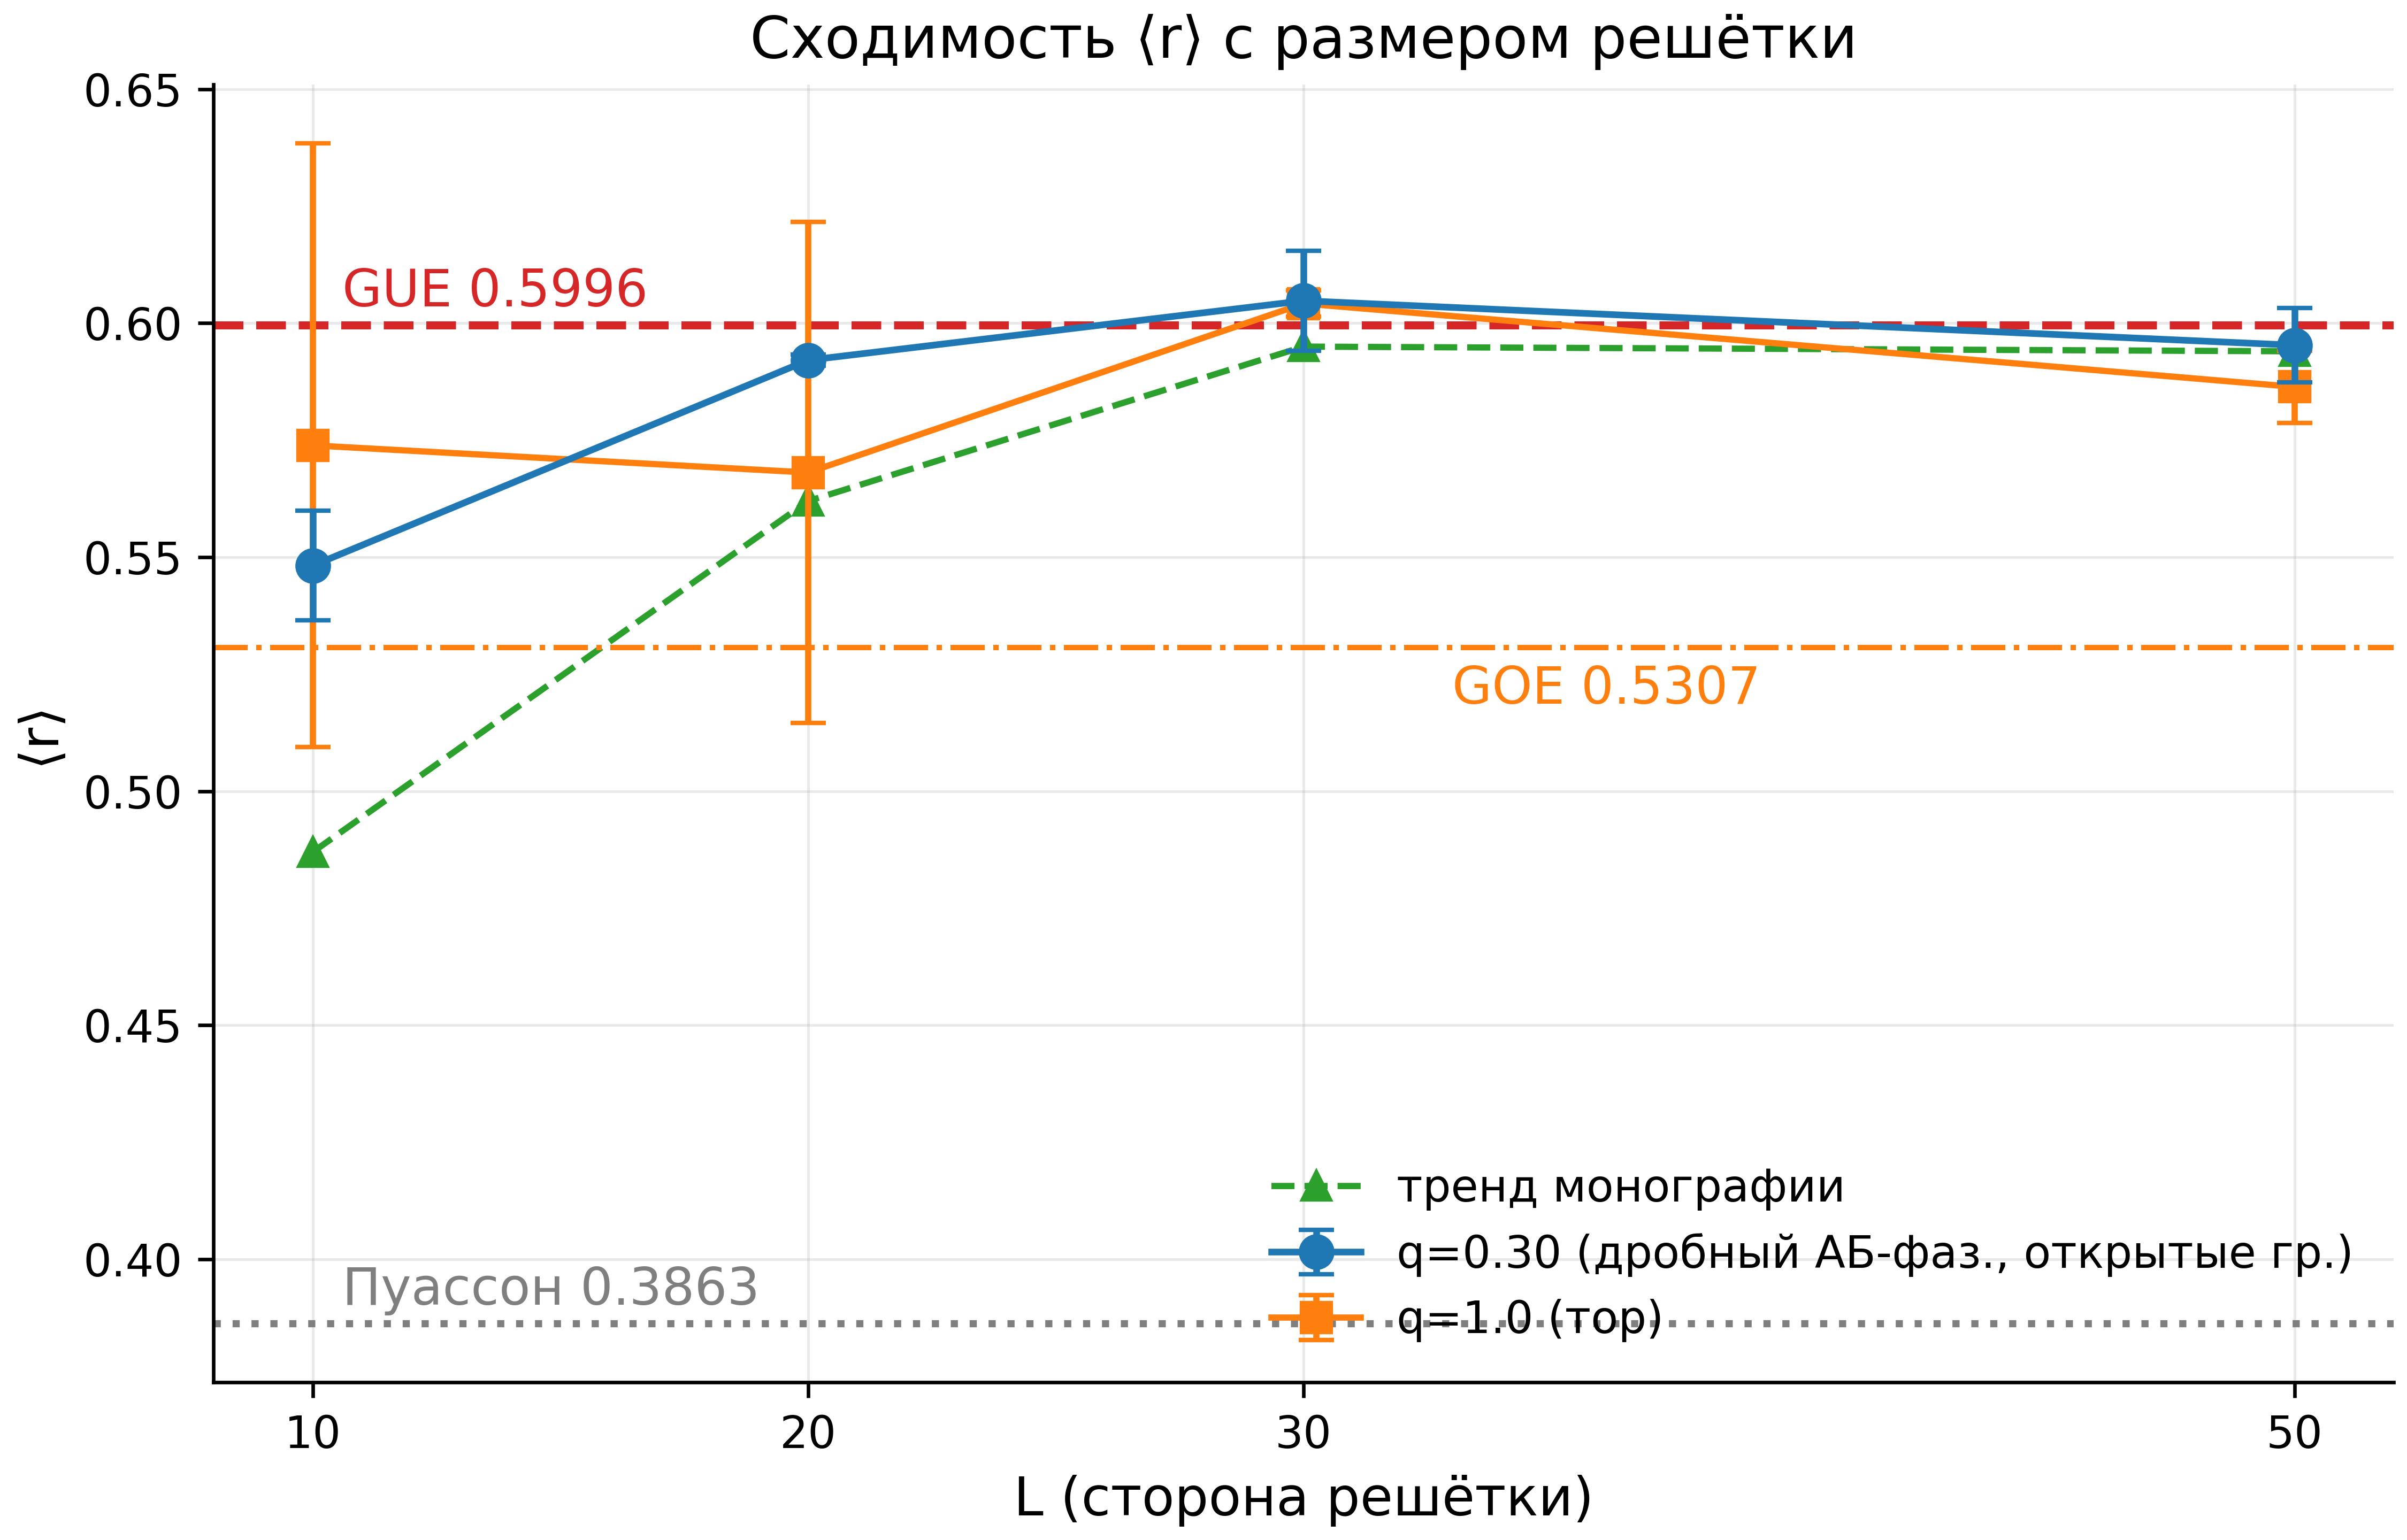 Сходимость ⟨r⟩ с размером решётки
0.65
0.60
0.55
0.50
0.45
0.40
⟨r⟩
GUE 0.5996
GOE 0.5307
Пуассон 0.3863
тренд монографии
q=0.30 (дробный АБ-фаз., открытые гр.)
q=1.0 (тор)
10
20
30
50
L (сторона решётки)